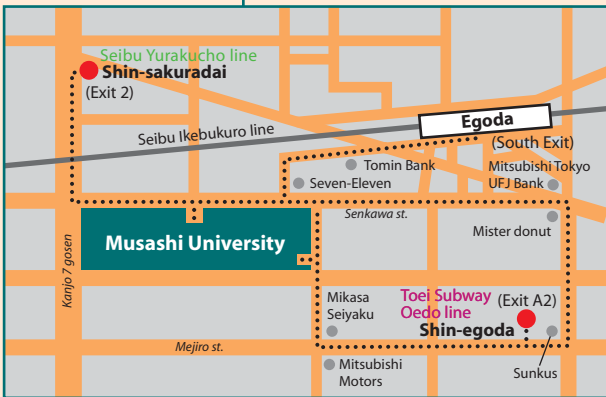 Seibu Yurakucho line
Shin-sakuradai
(Exit 2)
Egoda
Seibu Ikebukuro line
(South Exit)
Tomin Bank
Mitsubishi Tokyo
UFJ Bank
Seven-Eleven
Senkawa st.
Mister donut
Musashi University
Kanjo 7 gosen
Mikasa
Seiyaku
Toei Subway
Oedo line
(Exit A2)
Shin-egoda
Mejiro st.
Mitsubishi
Motors
Sunkus